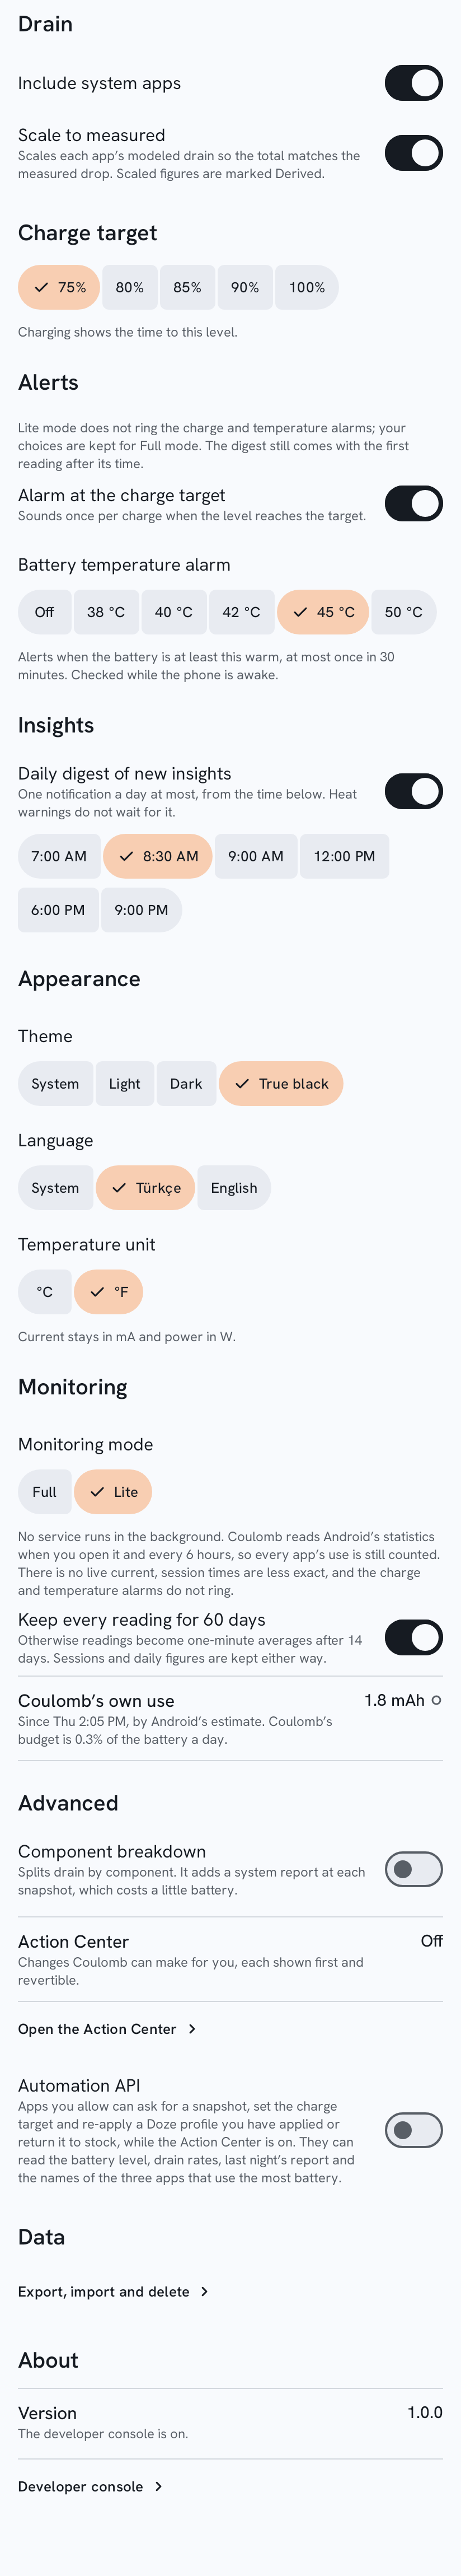 Drain
Include system apps
Scale to measured
Scales each app’s modeled drain so the total matches the
measured drop. Scaled figures are marked Derived.
Charge target
75% 80% 85% 90% 100%
Charging shows the time to this level.
Alerts
Lite mode does not ring the charge and temperature alarms; your
choices are kept for Full mode. The digest still comes with the first
reading after its time.
Alarm at the charge target
Sounds once per charge when the level reaches the target.
Battery temperature alarm
Off 38 °C 40 °C 42 °C 45 °C 50 °C
Alerts when the battery is at least this warm, at most once in 30
minutes. Checked while the phone is awake.
Insights
Daily digest of new insights
One notification a day at most, from the time below. Heat
warnings do not wait for it.
7:00 AM 8:30 AM 9:00 AM 12:00 PM
6:00 PM 9:00 PM
Appearance
Theme
System Light Dark True black
Language
System Türkçe English
Temperature unit
°C °F
Current stays in mA and power in W.
Monitoring
Monitoring mode
Full Lite
No service runs in the background. Coulomb reads Android’s statistics
when you open it and every 6 hours, so every app’s use is still counted.
There is no live current, session times are less exact, and the charge
and temperature alarms do not ring.
Keep every reading for 60 days
Otherwise readings become one-minute averages after 14
days. Sessions and daily figures are kept either way.
Coulomb’s own use 1.8 mAh
Since Thu 2:05 PM, by Android’s estimate. Coulomb’s
budget is 0.3% of the battery a day.
Advanced
Component breakdown
Splits drain by component. It adds a system report at each
snapshot, which costs a little battery.
Action Center Off
Changes Coulomb can make for you, each shown first and
revertible.
Open the Action Center
Automation API
Apps you allow can ask for a snapshot, set the charge
target and re-apply a Doze profile you have applied or
return it to stock, while the Action Center is on. They can
read the battery level, drain rates, last night’s report and
the names of the three apps that use the most battery.
Data
Export, import and delete
About
Version 1.0.0
The developer console is on.
Developer console